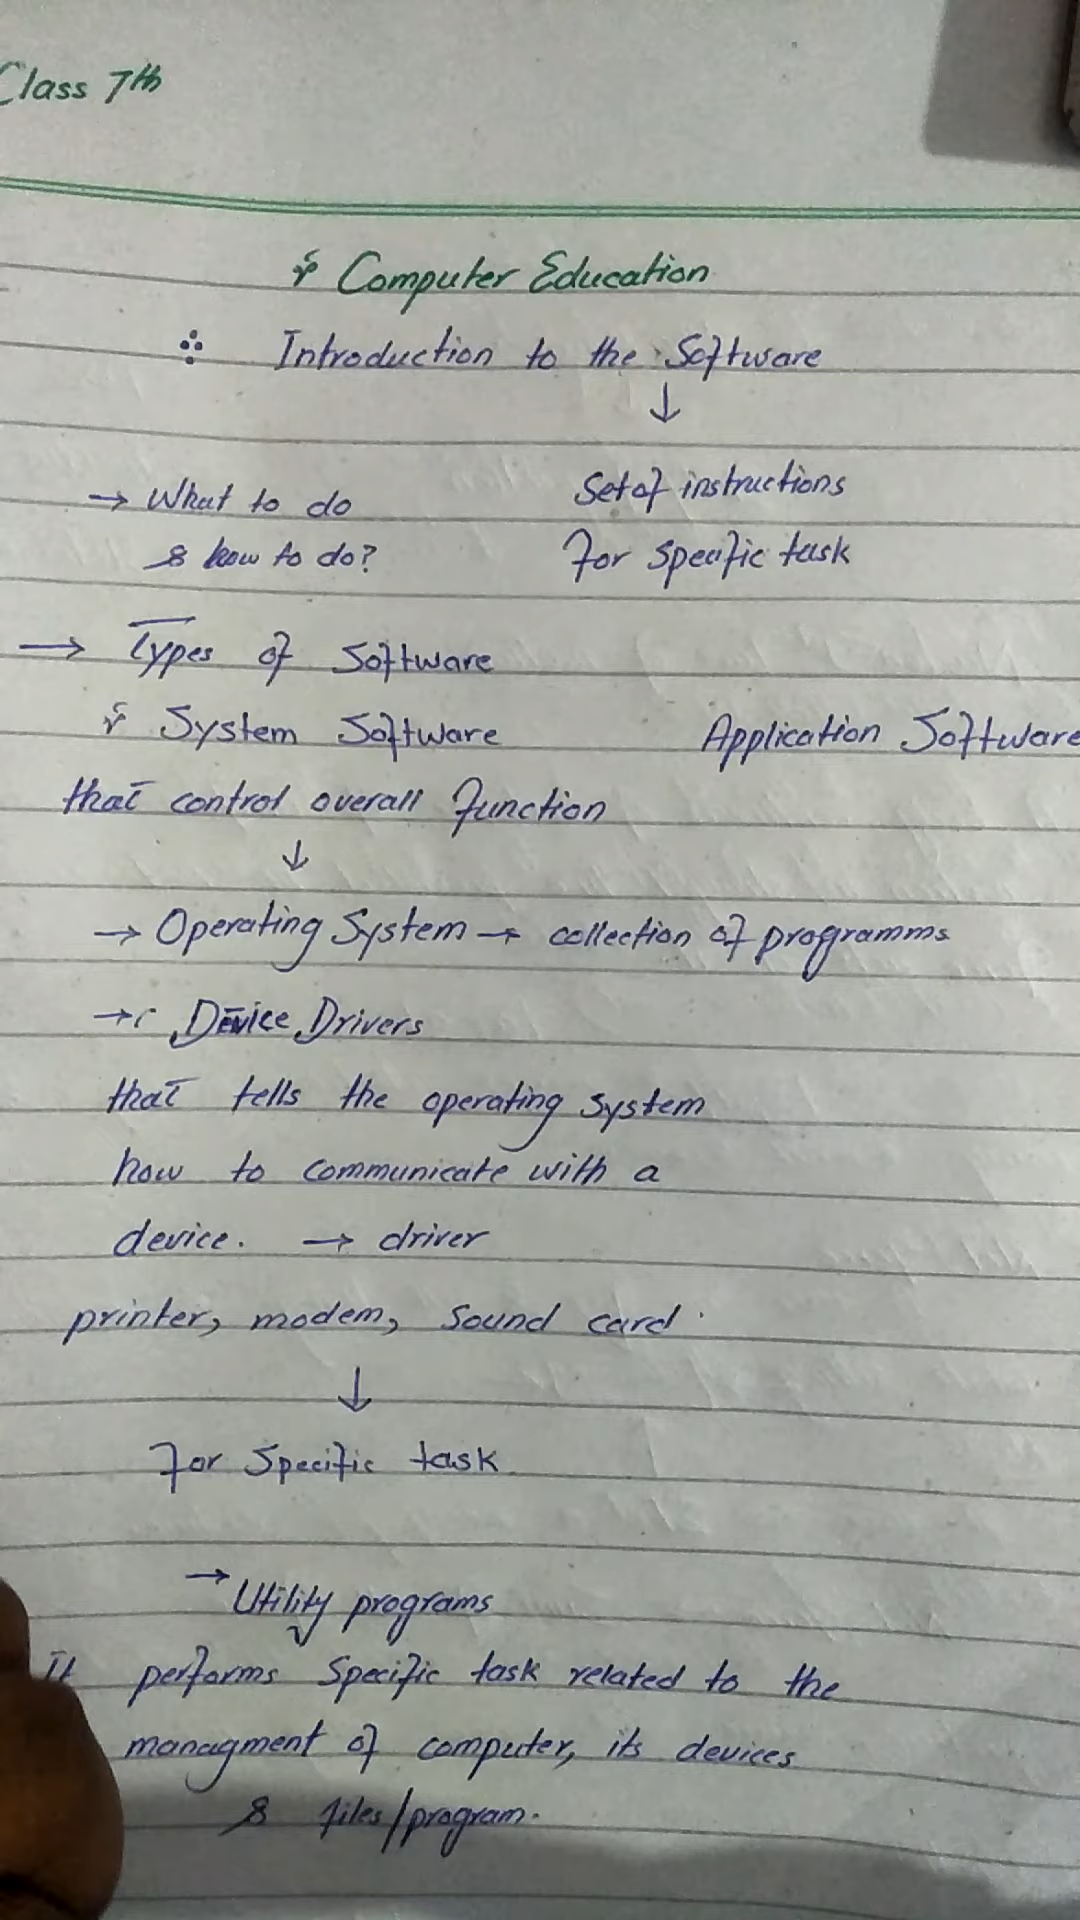 Class 7th
Computer Education
Introduction to the Software
↓
→ What to do
& how to do?
Set of instructions
For specific task
→ Types of Software
System Software
Application Software
that control overall function
↓
→ Operating System → collection of programms
→ Device Drivers
that tells the operating system
how to communicate with a
device. → driver
printer, modem, Sound card.
↓
For Specific task
→ Utility programs
It performs specific task related to the
managment of computer, its devices
& files/program.